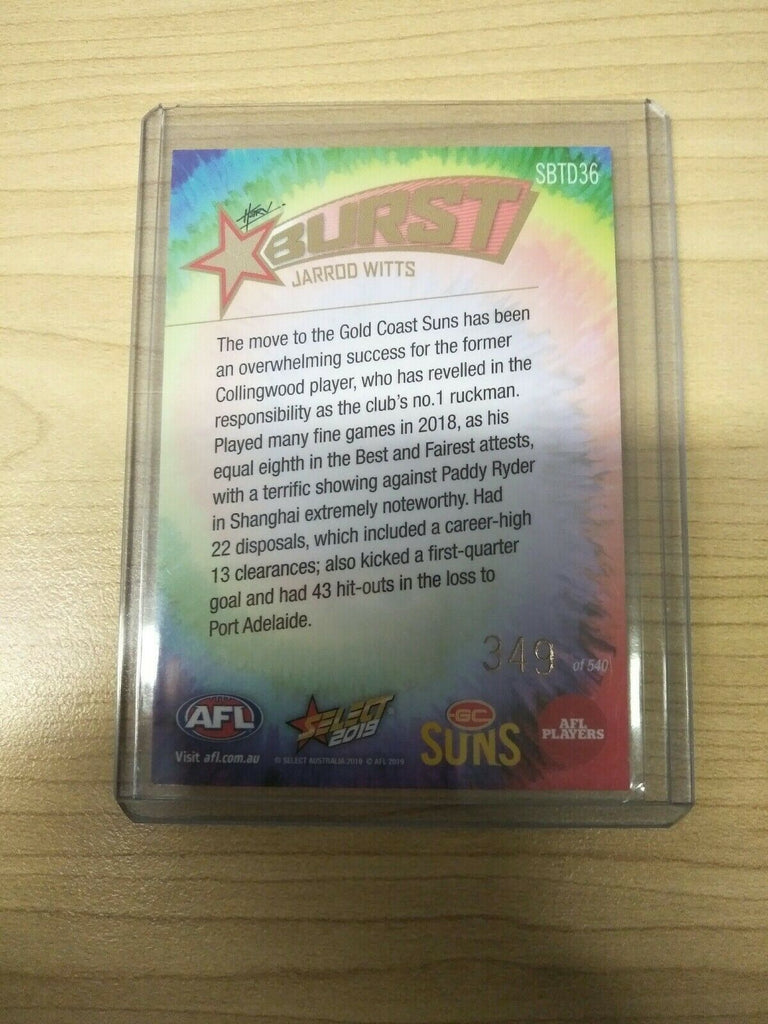 SBTD36
Herv
BURST
JARROD WITTS
The move to the Gold Coast Suns has been
an overwhelming success for the former
Collingwood player, who has revelled in the
responsibility as the club's no.1 ruckman.
Played many fine games in 2018, as his
equal eighth in the Best and Fairest attests,
with a terrific showing against Paddy Ryder
in Shanghai extremely noteworthy. Had
22 disposals, which included a career-high
13 clearances; also kicked a first-quarter
goal and had 43 hit-outs in the loss to
Port Adelaide.
349 of 540
AFL
SELECT
2019
GC
SUNS
AFL
PLAYERS
Visit afl.com.au
© SELECT AUSTRALIA 2019 © AFL 2019